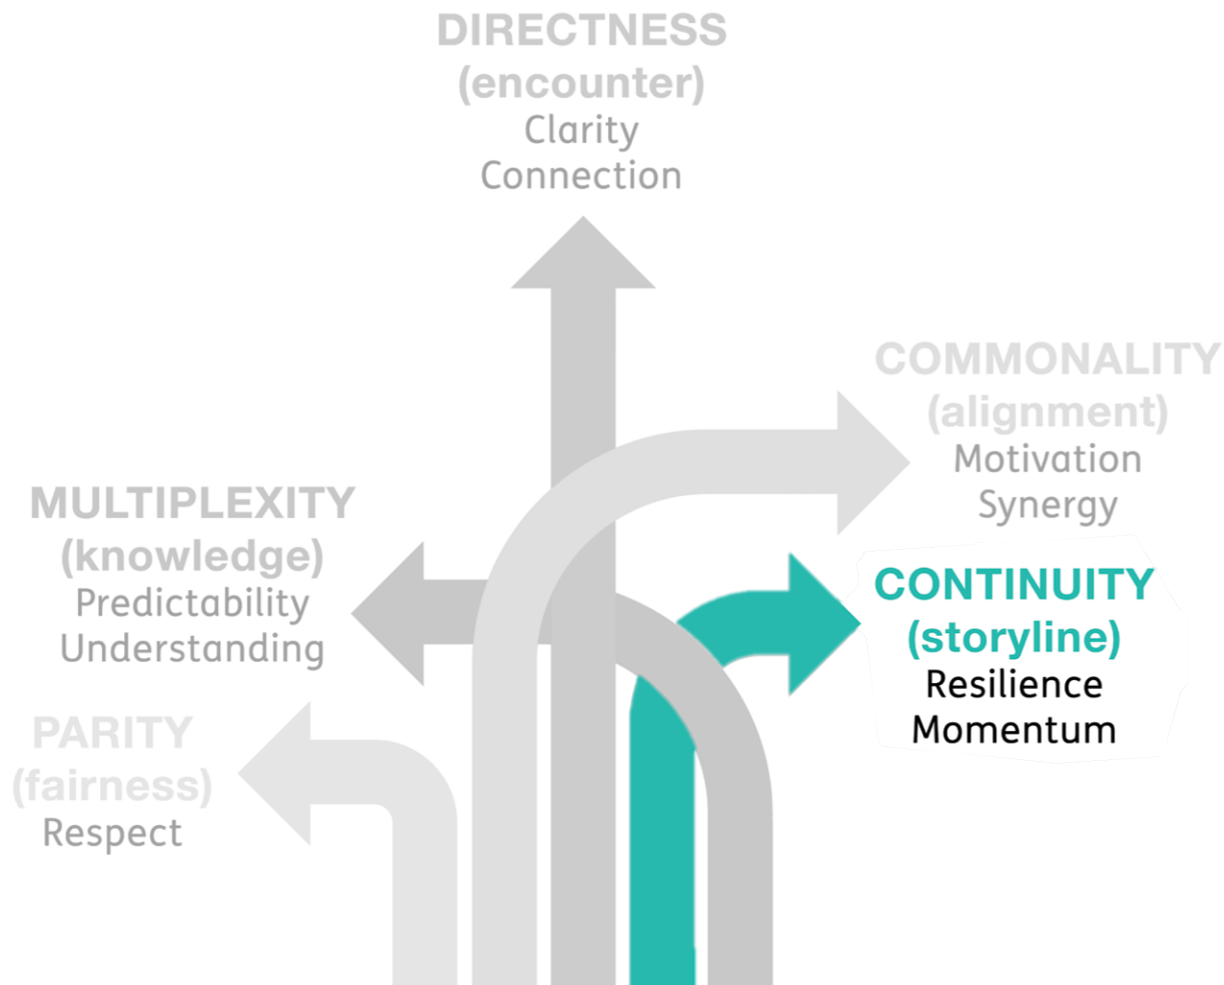 DIRECTNESS
(encounter)
Clarity
Connection
COMMONALITY
(alignment)
Motivation
Synergy
MULTIPLEXITY
(knowledge)
Predictability
Understanding
CONTINUITY
(storyline)
Resilience
Momentum
PARITY
(fairness)
Respect